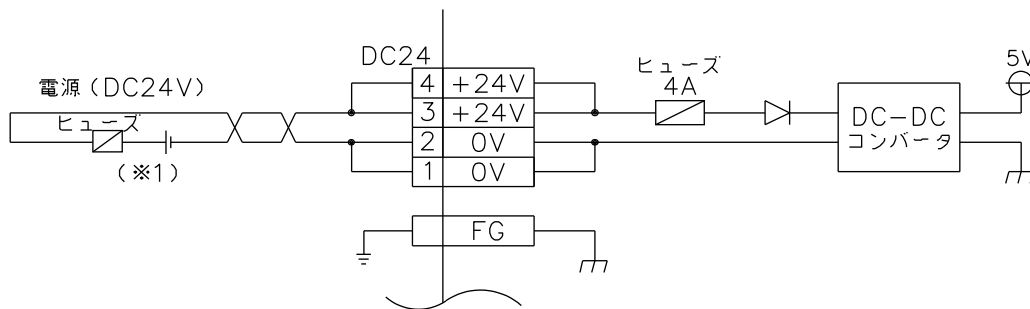 電源(DC24V)
ヒューズ
(※1)
DC24
4 +24V
3 +24V
2 0V
1 0V
FG
ヒューズ
4A
DC-DC
コンバータ
5V